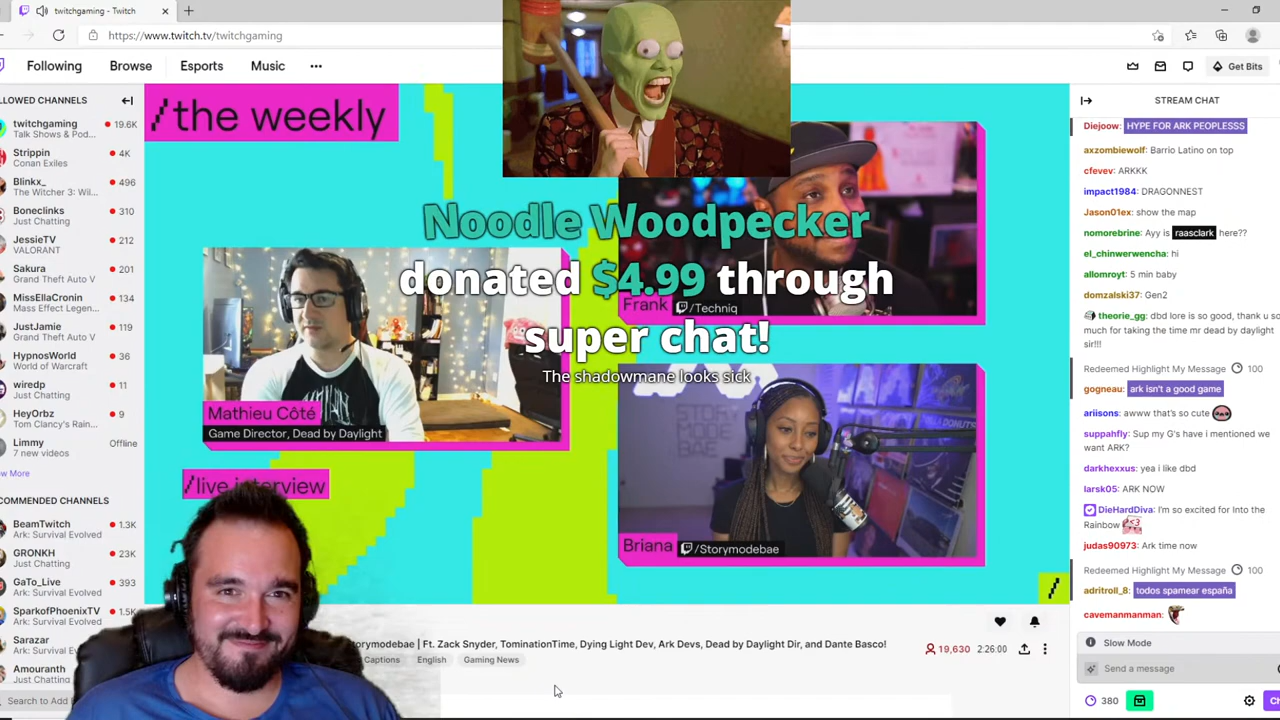 twitchgaming - Twitch
https://www.twitch.tv/twitchgaming
Following
Browse
Esports
Music
Get Bits
CHANNELS
twitchgaming 19.6K
Talk Shows & Pod...
Strippin 4K
Conan Exiles
Blinkx_ 496
The Witcher 3: Wil...
Boneclinks 310
Just Chatting
JessieTV 212
VALORANT
Sakura 201
Grand Theft Auto V
MissEllaCronin 134
Mass Effect Legen...
JustJamie 119
Grand Theft Auto V
HypnosWorld 36
World of Warcraft
wiredp 11
Just Chatting
HeyOrbz 9
Tom Clancy's Rain...
Limmy Offline
7 new videos
More
CHANNELS
BeamTwitch 1.3K
Ark: Survival Evolved
GRONKH 23K
Ark: Survival Evolved
GaTo_Live 393
Ark: Survival Evolved
SparkofPhoenixTV 1.5K
Ark: Survival Evolved
Sarazar
Just Chatting
Amouranth
Just Chatting
Search to Add
/the weekly
Noodle Woodpecker
donated $4.99 through
super chat!
The shadowmane looks sick
Frank /Techniq
Mathieu Côté
Game Director, Dead by Daylight
/live interview
STORY
MODE
BAE
Briana /Storymodebae
Storymodebae | Ft. Zack Snyder, TominationTime, Dying Light Dev, Ark Devs, Dead by Daylight Dir, and Dante Basco!
Captions English Gaming News
19,630 2:26:00
STREAM CHAT
Diejoow: HYPE FOR ARK PEOPLESSS
axzombiewolf: Barrio Latino on top
cfevev: ARKKK
impact1984: DRAGONNEST
Jason01ex: show the map
nomorebrine: Ayy is raasclark here??
el_chinwerwencha: hi
allomroyt: 5 min baby
domzalski37: Gen2
theorie_gg: dbd lore is so good, thank u so
much for taking the time mr dead by daylight
sir!!!
Redeemed Highlight My Message 100
gogneau: ark isn't a good game
ariisons: awww that's so cute
suppahfly: Sup my G's have i mentioned we
want ARK?
darkhexxus: yea i like dbd
larsk05: ARK NOW
DieHardDiva: I'm so excited for Into the
Rainbow
judas90973: Ark time now
Redeemed Highlight My Message 100
adritroll_8: todos spamear españa
cavemanmanman:
Slow Mode
Send a message
380